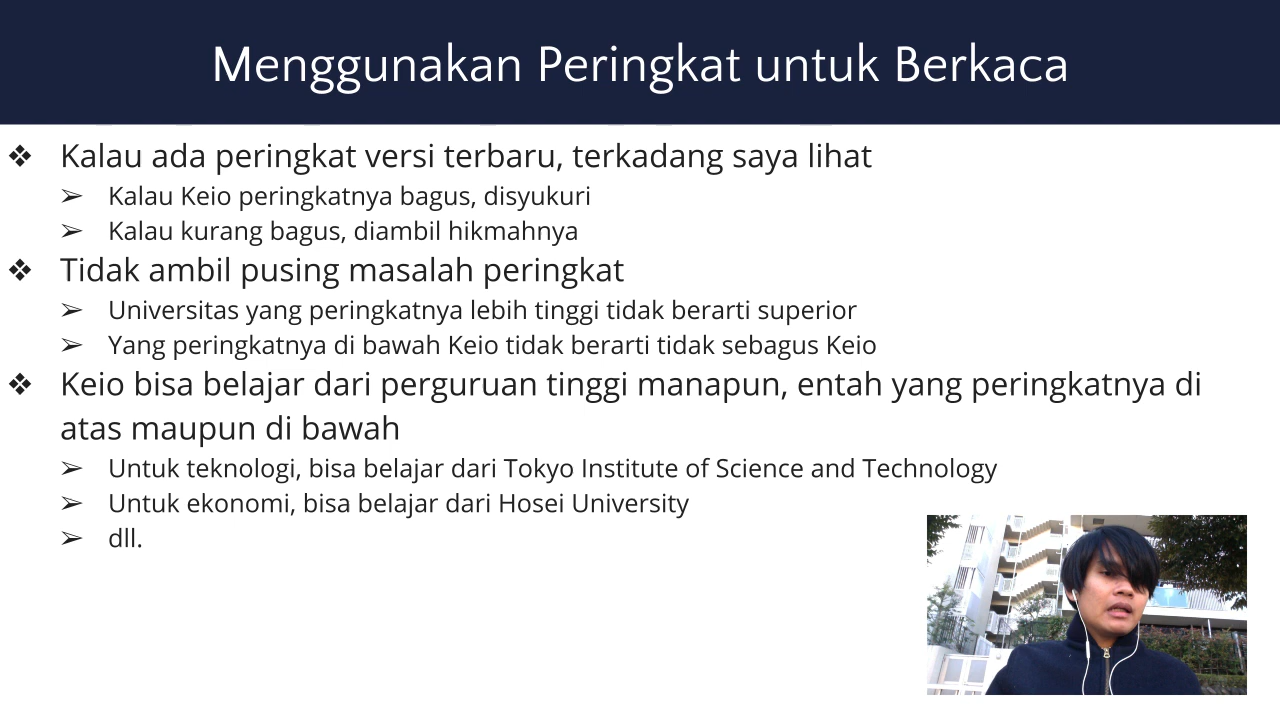 Menggunakan Peringkat untuk Berkaca
❖ Kalau ada peringkat versi terbaru, terkadang saya lihat
➢ Kalau Keio peringkatnya bagus, disyukuri
➢ Kalau kurang bagus, diambil hikmahnya
❖ Tidak ambil pusing masalah peringkat
➢ Universitas yang peringkatnya lebih tinggi tidak berarti superior
➢ Yang peringkatnya di bawah Keio tidak berarti tidak sebagus Keio
❖ Keio bisa belajar dari perguruan tinggi manapun, entah yang peringkatnya di
atas maupun di bawah
➢ Untuk teknologi, bisa belajar dari Tokyo Institute of Science and Technology
➢ Untuk ekonomi, bisa belajar dari Hosei University
➢ dll.